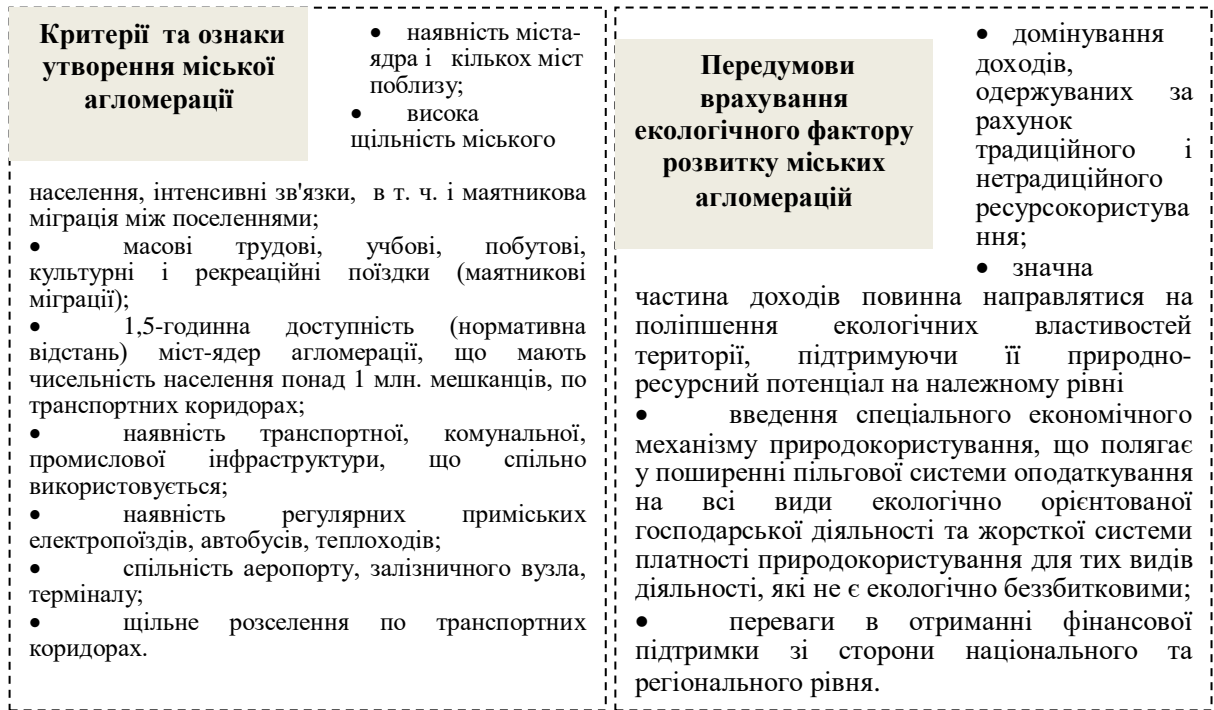 Критерії та ознаки
утворення міської
агломерації
• наявність міста-
ядра і кількох міст
поблизу;
• висока
щільність міського
населення, інтенсивні зв'язки, в т. ч. і маятникова
міграція між поселеннями;
• масові трудові, учбові, побутові,
культурні і рекреаційні поїздки (маятникові
міграції);
• 1,5-годинна доступність (нормативна
відстань) міст-ядер агломерації, що мають
чисельність населення понад 1 млн. мешканців, по
транспортних коридорах;
• наявність транспортної, комунальної,
промислової інфраструктури, що спільно
використовується;
• наявність регулярних приміських
електропоїздів, автобусів, теплоходів;
• спільність аеропорту, залізничного вузла,
терміналу;
• щільне розселення по транспортних
коридорах.
Передумови
врахування
екологічного фактору
розвитку міських
агломерацій
• домінування
доходів,
одержуваних за
рахунок
традиційного і
нетрадиційного
ресурсокористува
ння;
• значна
частина доходів повинна направлятися на
поліпшення екологічних властивостей
території, підтримуючи її природно-
ресурсний потенціал на належному рівні
• введення спеціального економічного
механізму природокористування, що полягає
у поширенні пільгової системи оподаткування
на всі види екологічно орієнтованої
господарської діяльності та жорсткої системи
платності природокористування для тих видів
діяльності, які не є екологічно беззбитковими;
• переваги в отриманні фінансової
підтримки зі сторони національного та
регіонального рівня.